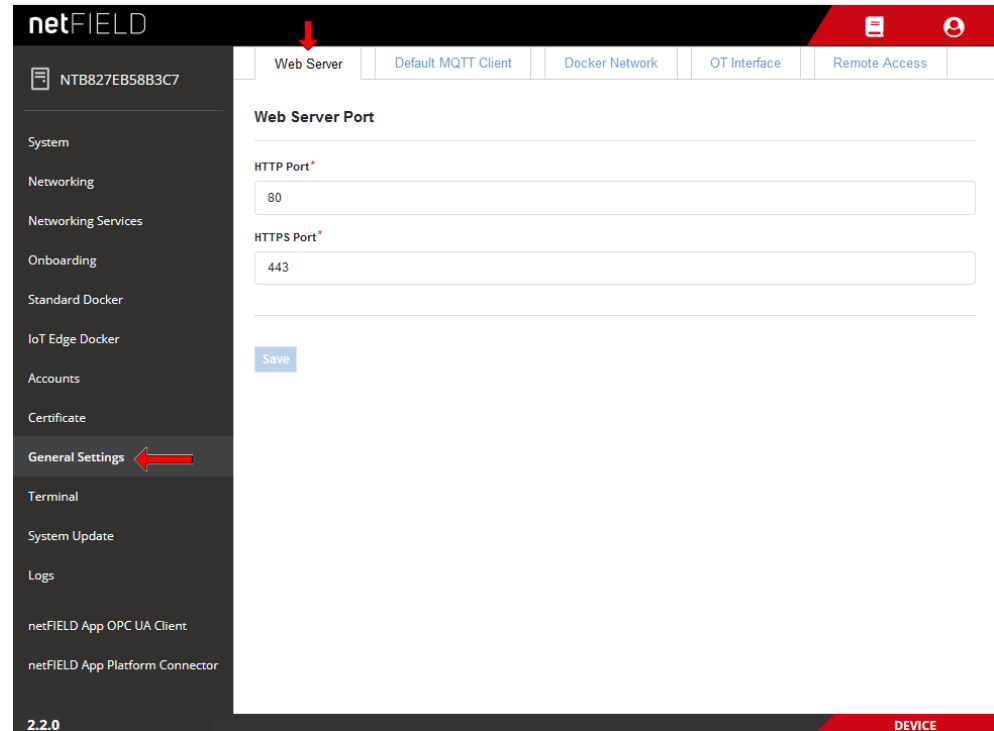 netFIELD
NTB827EB58B3C7
System
Networking
Networking Services
Onboarding
Standard Docker
IoT Edge Docker
Accounts
Certificate
General Settings
Terminal
System Update
Logs
netFIELD App OPC UA Client
netFIELD App Platform Connector
2.2.0
Web Server
Default MQTT Client
Docker Network
OT Interface
Remote Access
Web Server Port
HTTP Port*
80
HTTPS Port*
443
Save
DEVICE